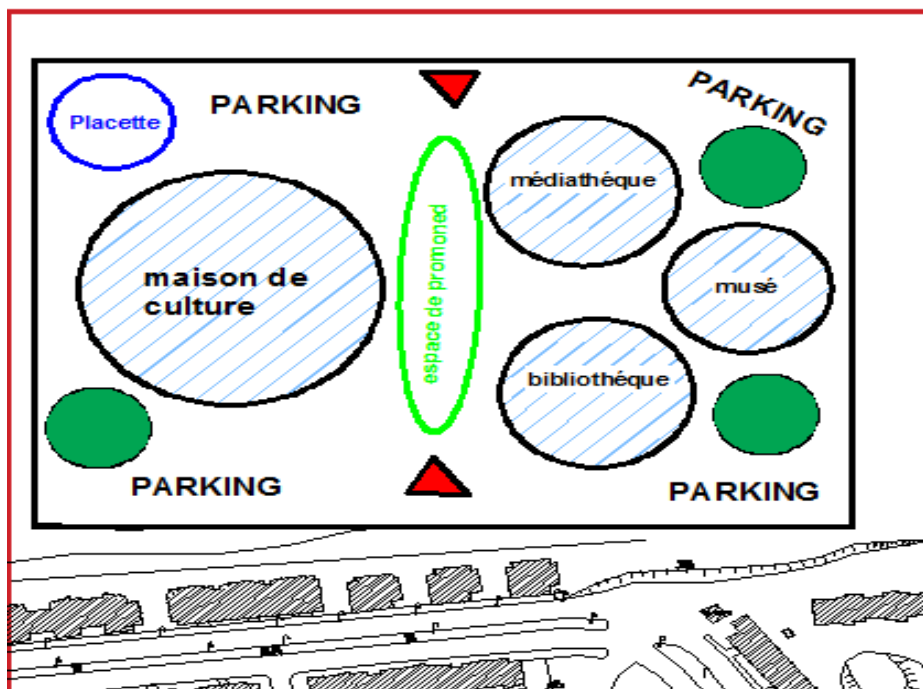 Placette
PARKING
PARKING
médiathéque
maison de
culture
espace de promoned
musé
bibliothéque
PARKING
PARKING